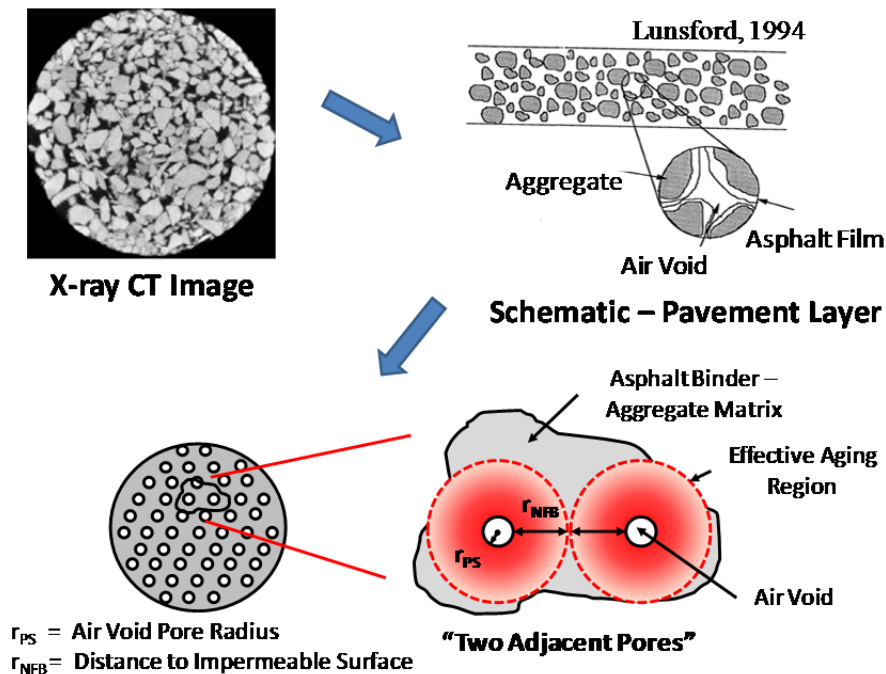 Lunsford, 1994
Aggregate
Asphalt Film
Air Void
X-ray CT Image
Schematic – Pavement Layer
Asphalt Binder –
Aggregate Matrix
Effective Aging
Region
rNFB
rPS
Air Void
rPS = Air Void Pore Radius
rNFB = Distance to Impermeable Surface
"Two Adjacent Pores"